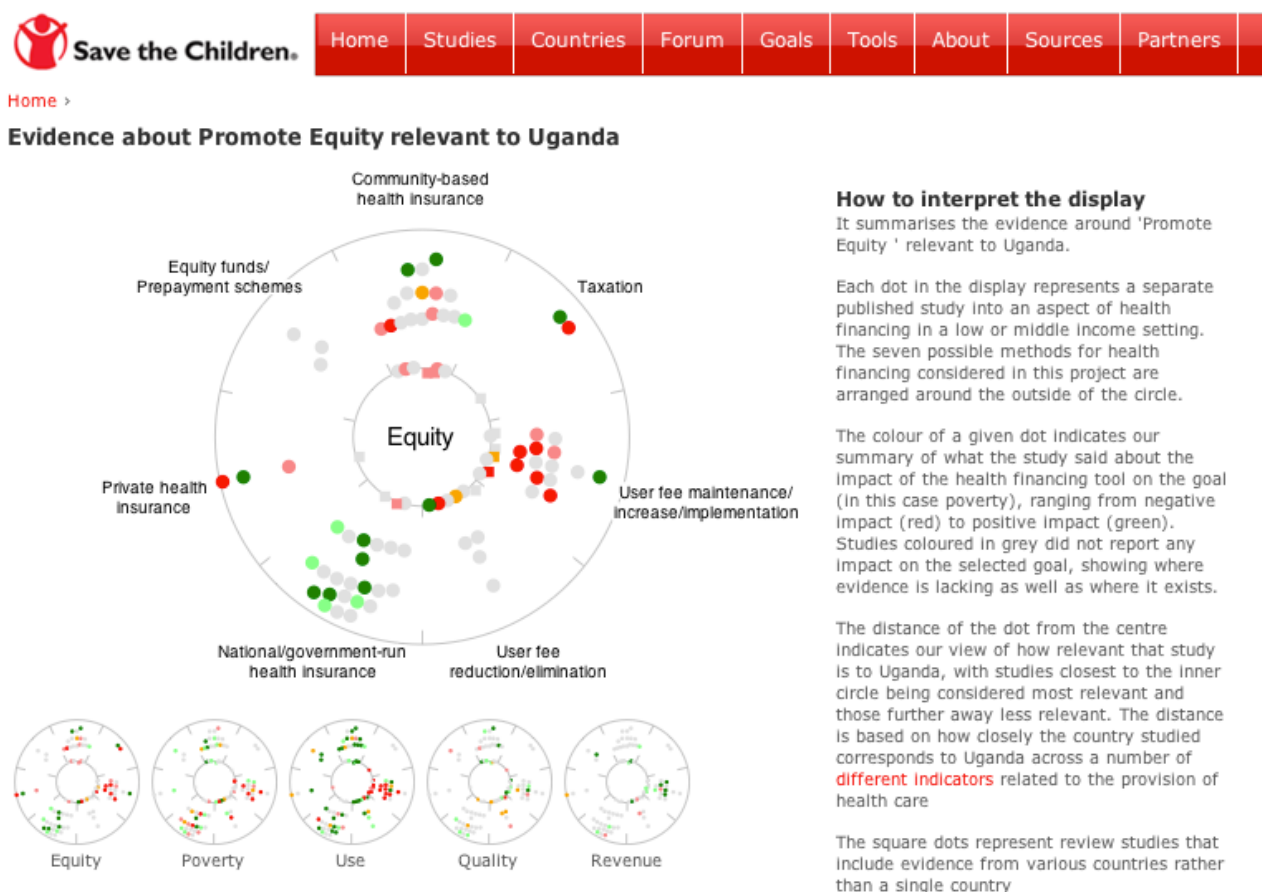 Save the Children®
Home
Studies
Countries
Forum
Goals
Tools
About
Sources
Partners
Home ›
Evidence about Promote Equity relevant to Uganda
Community-based
health insurance
Equity funds/
Prepayment schemes
Taxation
Equity
Private health
insurance
User fee maintenance/
increase/implementation
National/government-run
health insurance
User fee
reduction/elimination
Equity
Poverty
Use
Quality
Revenue
How to interpret the display
It summarises the evidence around 'Promote
Equity ' relevant to Uganda.
Each dot in the display represents a separate
published study into an aspect of health
financing in a low or middle income setting.
The seven possible methods for health
financing considered in this project are
arranged around the outside of the circle.
The colour of a given dot indicates our
summary of what the study said about the
impact of the health financing tool on the goal
(in this case poverty), ranging from negative
impact (red) to positive impact (green).
Studies coloured in grey did not report any
impact on the selected goal, showing where
evidence is lacking as well as where it exists.
The distance of the dot from the centre
indicates our view of how relevant that study
is to Uganda, with studies closest to the inner
circle being considered most relevant and
those further away less relevant. The distance
is based on how closely the country studied
corresponds to Uganda across a number of
different indicators related to the provision of
health care
The square dots represent review studies that
include evidence from various countries rather
than a single country